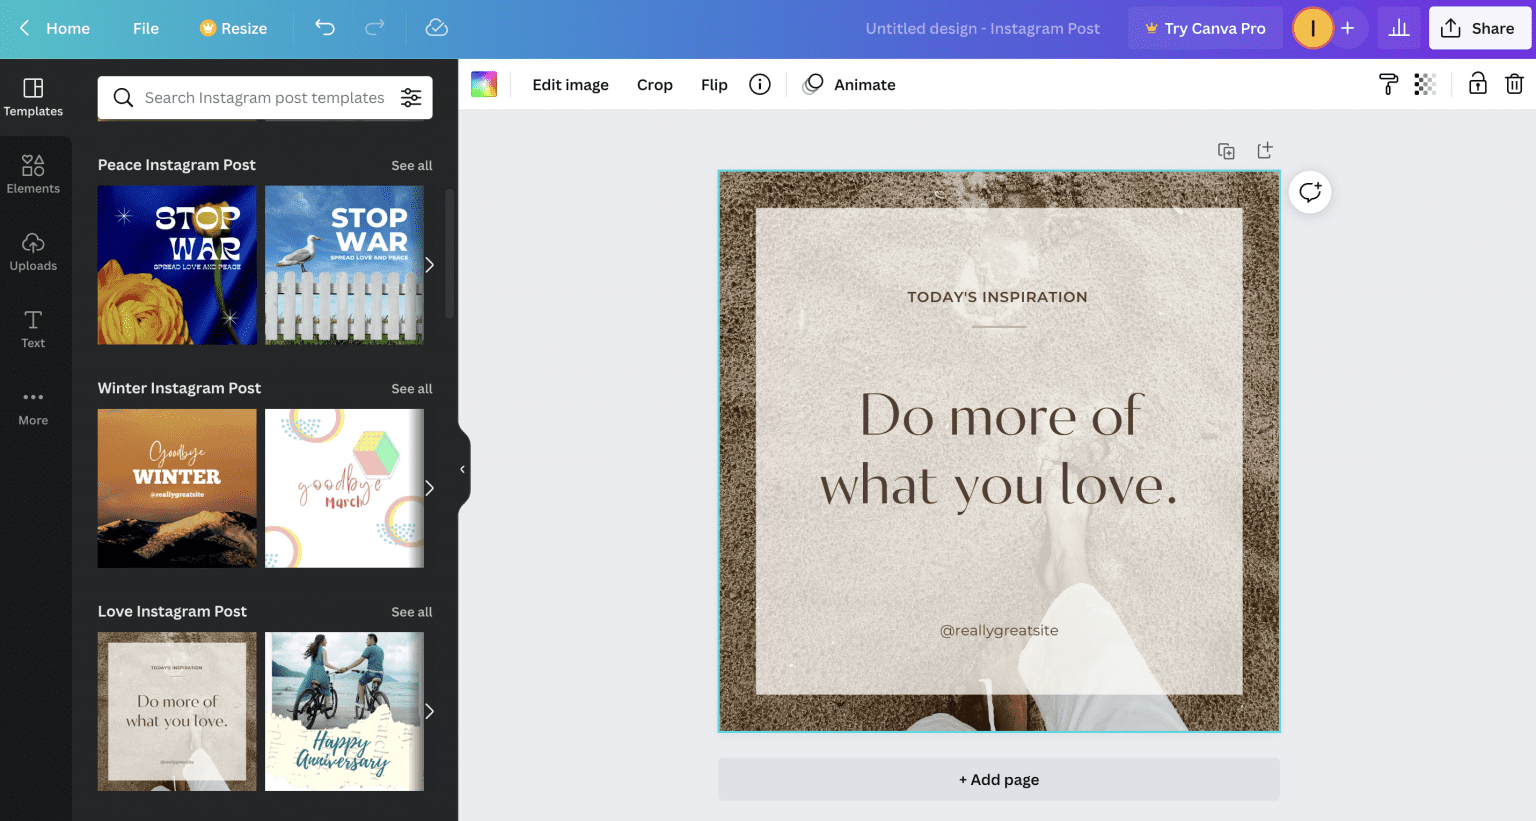 Home
File
Resize
Untitled design - Instagram Post
Try Canva Pro
I
+
Share
Templates
Elements
Uploads
Text
More
Search Instagram post templates
Peace Instagram Post
See all
STOP
WAR
SPREAD LOVE AND PEACE
STOP
WAR
SPREAD LOVE AND PEACE
Winter Instagram Post
See all
Goodbye
WINTER
@reallygreatsite
goodbye
March
Love Instagram Post
See all
TODAY'S INSPIRATION
Do more of
what you love.
@reallygreatsite
Happy
Anniversary
Edit image
Crop
Flip
Animate
TODAY'S INSPIRATION
Do more of
what you love.
@reallygreatsite
+ Add page